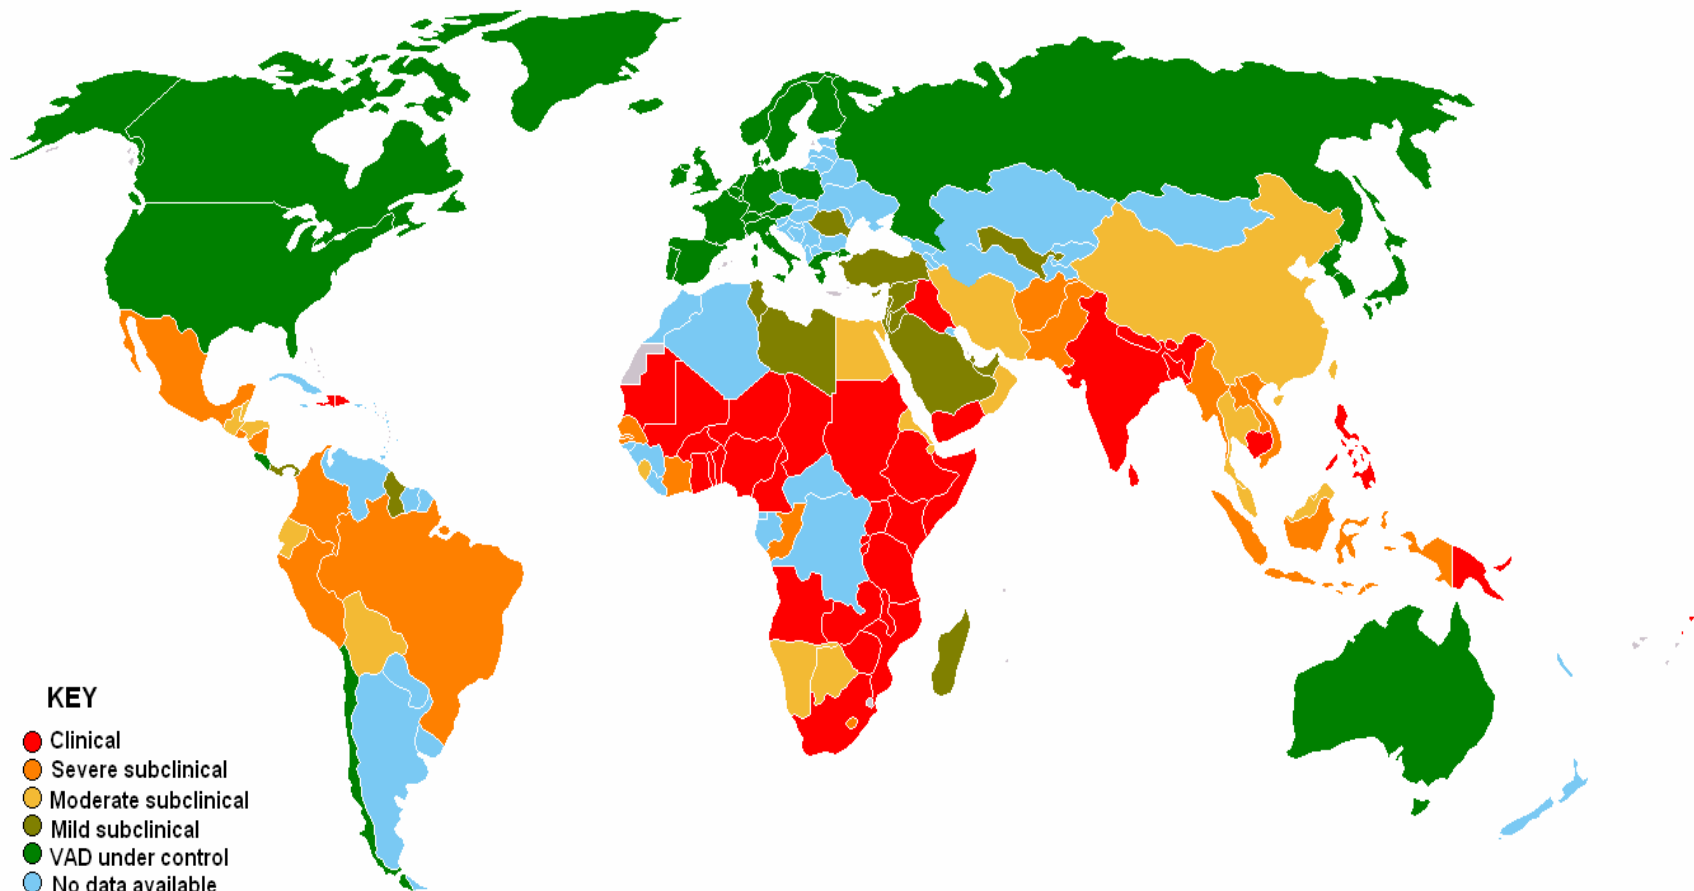 KEY
Clinical
Severe subclinical
Moderate subclinical
Mild subclinical
VAD under control
No data available